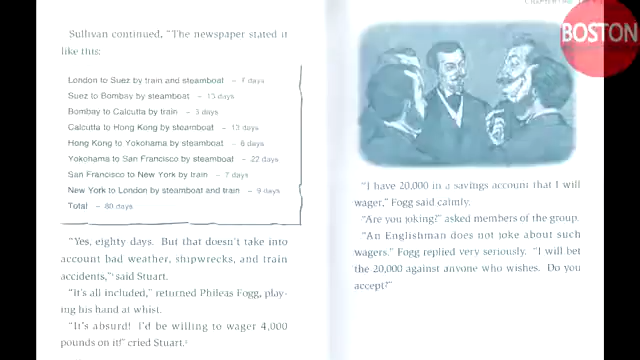 Sullivan continued, "The newspaper stated it
like this:
London to Suez by train and steamboat – 7 days
Suez to Bombay by steamboat – 13 days
Bombay to Calcutta by train – 3 days
Calcutta to Hong Kong by steamboat – 13 days
Hong Kong to Yokohama by steamboat – 6 days
Yokohama to San Francisco by steamboat – 22 days
San Francisco to New York by train – 7 days
New York to London by steamboat and train – 9 days
Total – 80 days
"Yes, eighty days. But that doesn't take into
account bad weather, shipwrecks, and train
accidents," said Stuart.
"It's all included," returned Phileas Fogg, play-
ing his hand at whist.
"It's absurd! I'd be willing to wager 4,000
pounds on it!" cried Stuart.
BOSTON
"I have 20,000 in a savings account that I will
wager," Fogg said calmly.
"Are you joking?" asked members of the group.
"An Englishman does not joke about such
wagers." Fogg replied very seriously. "I will bet
the 20,000 against anyone who wishes. Do you
accept?"